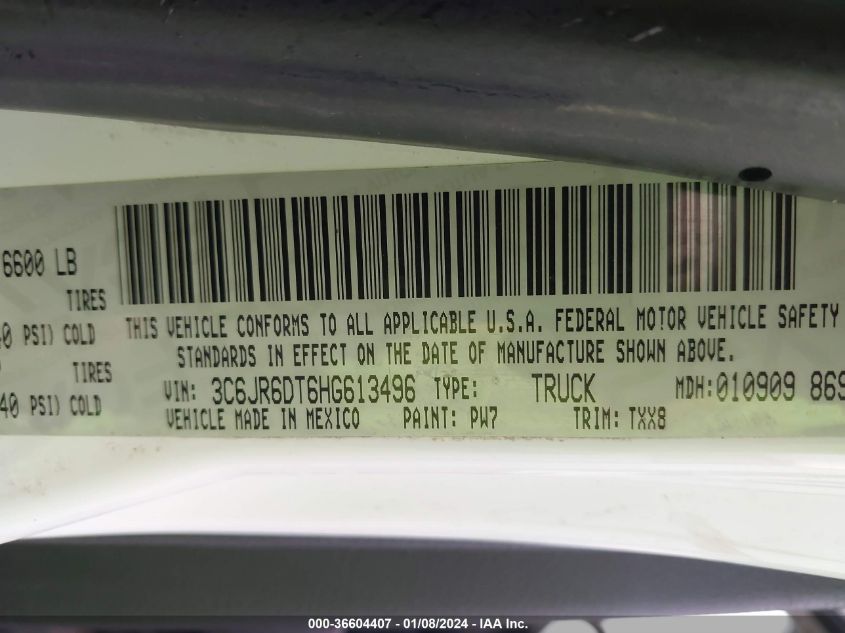 6600 LB
TIRES
40 PSI) COLD
TIRES
40 PSI) COLD
THIS VEHICLE CONFORMS TO ALL APPLICABLE U.S.A. FEDERAL MOTOR VEHICLE SAFETY
STANDARDS IN EFFECT ON THE DATE OF MANUFACTURE SHOWN ABOVE.
VIN: 3C6JR6DT6HG613496 TYPE: TRUCK MDH:010909 869
VEHICLE MADE IN MEXICO PAINT: PW7 TRIM: TXX8
000-36604407 - 01/08/2024 - IAA Inc.